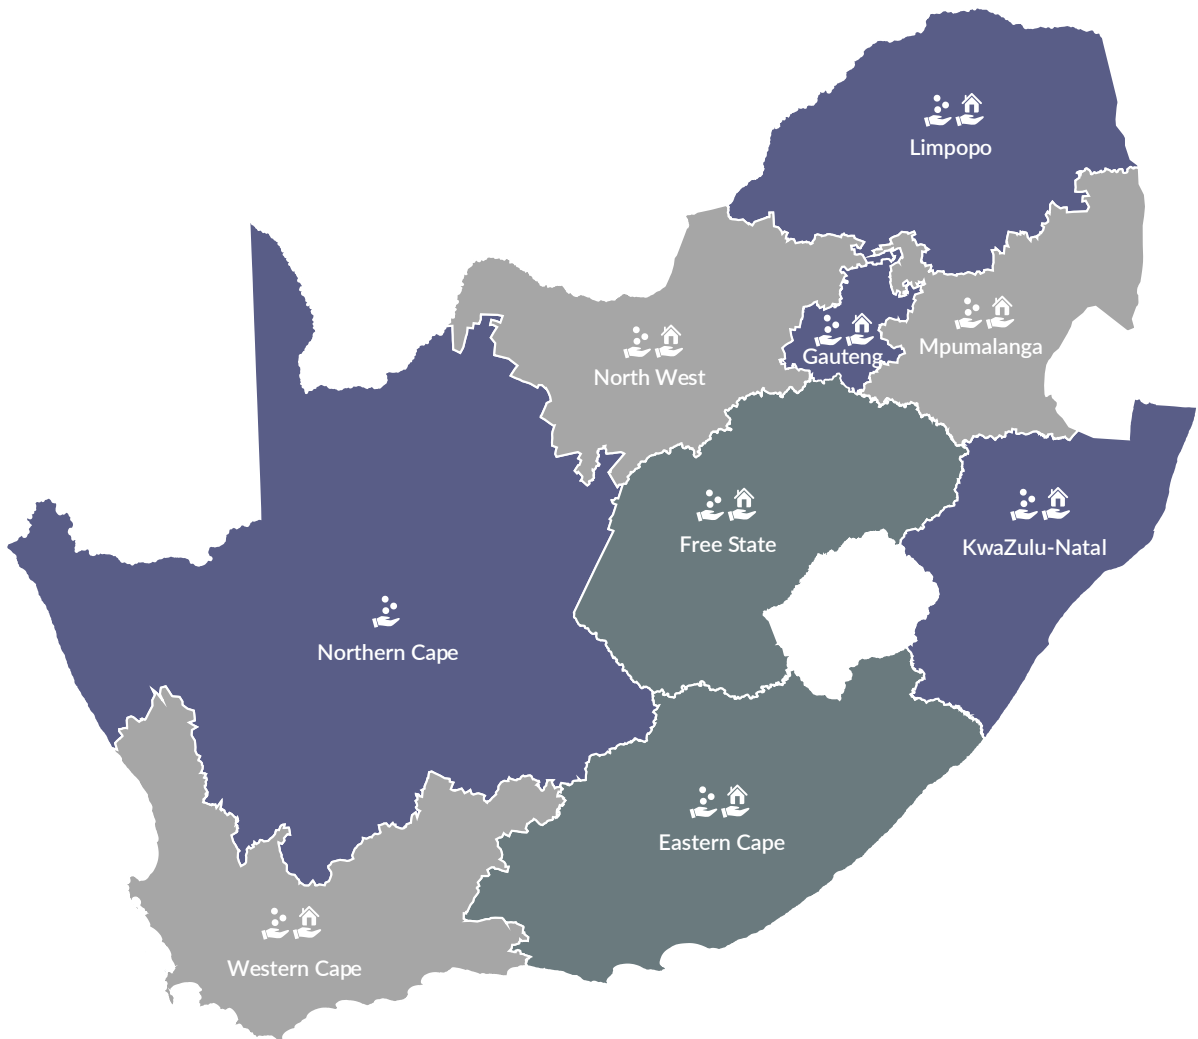 Limpopo
Mpumalanga
Gauteng
North West
Free State
KwaZulu-Natal
Northern Cape
Eastern Cape
Western Cape